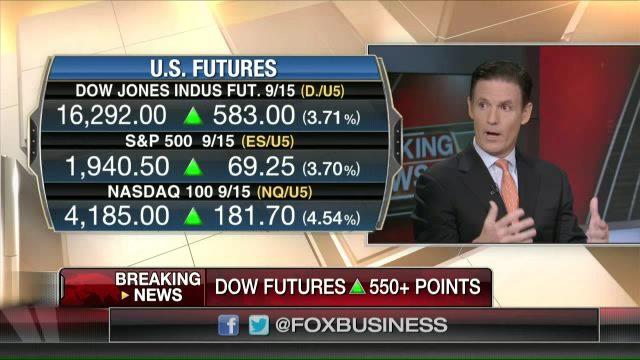 U.S. FUTURES
DOW JONES INDUS FUT. 9/15 (D./U5)
16,292.00 ▲ 583.00 (3.71%)
S&P 500 9/15 (ES/U5)
1,940.50 ▲ 69.25 (3.70%)
NASDAQ 100 9/15 (NQ/U5)
4,185.00 ▲ 181.70 (4.54%)
KING
NEWS
BREAKING
NEWS
DOW FUTURES ▲ 550+ POINTS
@FOXBUSINESS